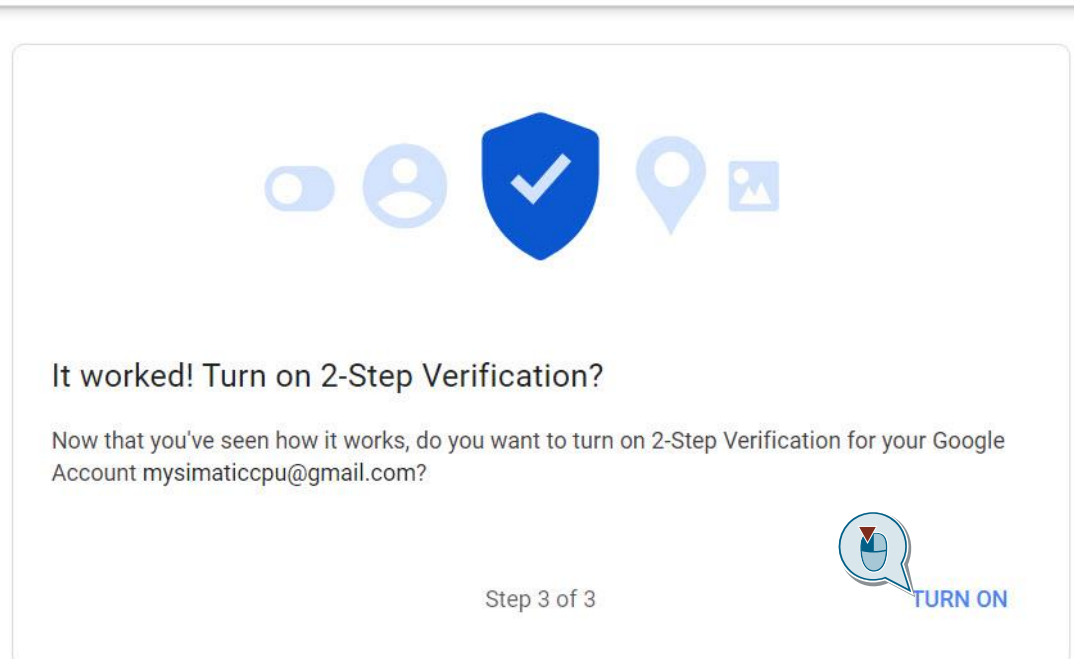 It worked! Turn on 2-Step Verification?
Now that you've seen how it works, do you want to turn on 2-Step Verification for your Google
Account mysimaticcpu@gmail.com?
Step 3 of 3
TURN ON